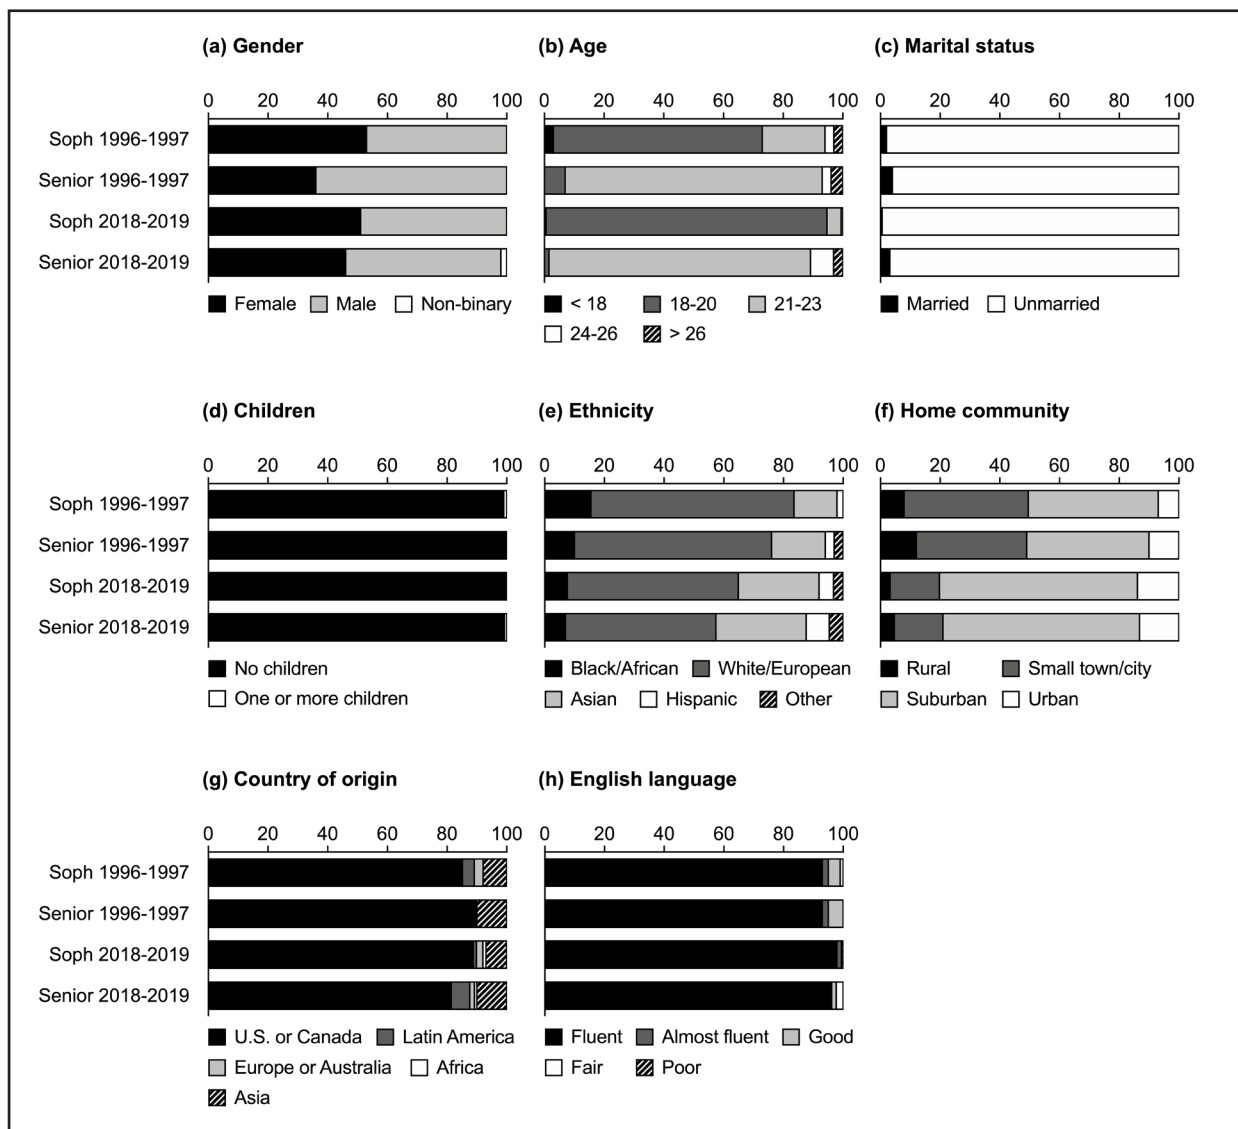 (a) Gender (b) Age (c) Marital status
0 20 40 60 80 100 0 20 40 60 80 100 0 20 40 60 80 100
Soph 1996-1997
Senior 1996-1997
Soph 2018-2019
Senior 2018-2019
Female Male Non-binary < 18 18-20 21-23 Married Unmarried
24-26 > 26
(d) Children (e) Ethnicity (f) Home community
0 20 40 60 80 100 0 20 40 60 80 100 0 20 40 60 80 100
Soph 1996-1997
Senior 1996-1997
Soph 2018-2019
Senior 2018-2019
No children Black/African White/European Rural Small town/city
One or more children Asian Hispanic Other Suburban Urban
(g) Country of origin (h) English language
0 20 40 60 80 100 0 20 40 60 80 100
Soph 1996-1997
Senior 1996-1997
Soph 2018-2019
Senior 2018-2019
U.S. or Canada Latin America Fluent Almost fluent Good
Europe or Australia Africa Fair Poor
Asia